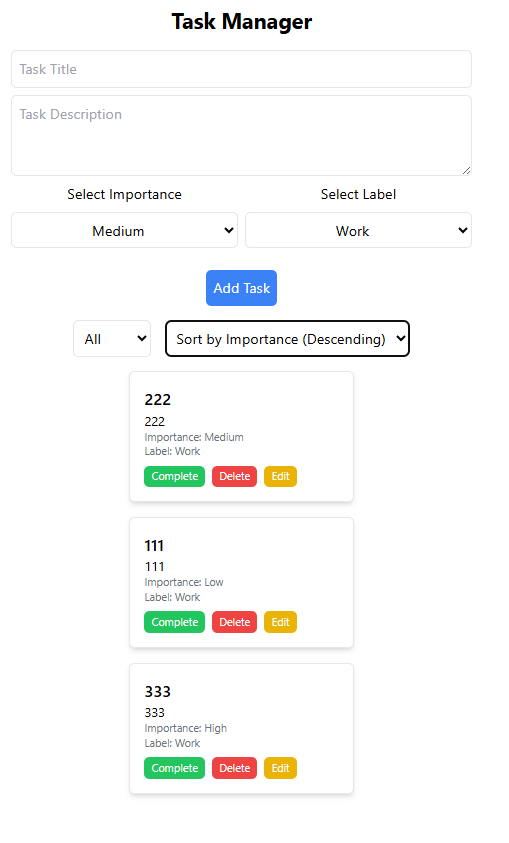 Task Manager
Task Title
Task Description
Select Importance Select Label
Medium Work
Add Task
All Sort by Importance (Descending)
222
222
Importance: Medium
Label: Work
Complete Delete Edit
111
111
Importance: Low
Label: Work
Complete Delete Edit
333
333
Importance: High
Label: Work
Complete Delete Edit